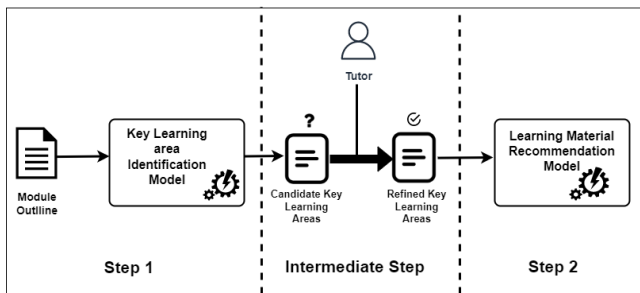 Tutor
?
Key Learning
area
Identification
Model
Learning Material
Recommendation
Model
Module
Outlline
Candidate Key
Learning
Areas
Refined Key
Learning
Areas
Step 1
Intermediate Step
Step 2